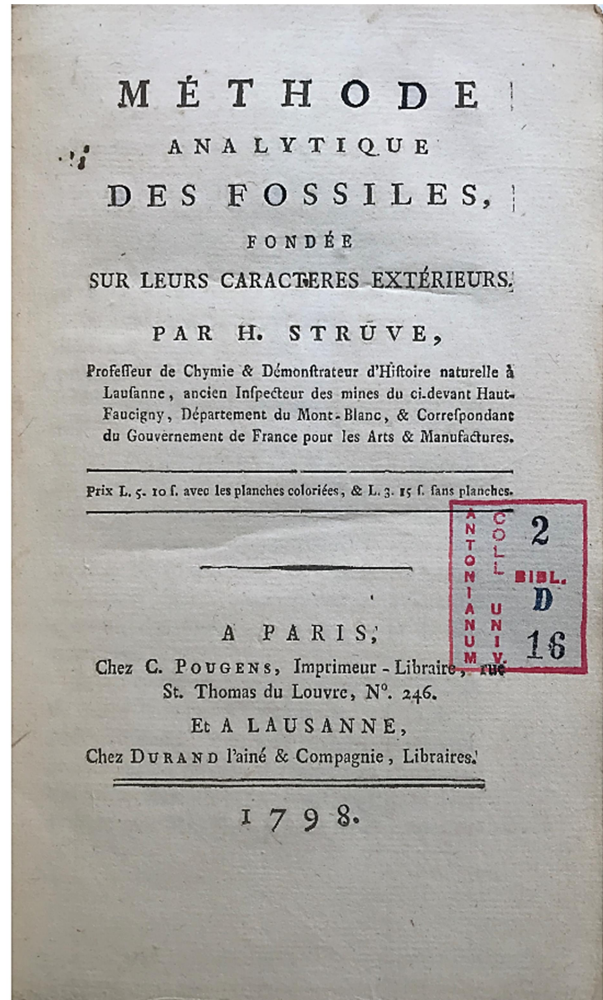 MÉTHODE
ANALYTIQUE
DES FOSSILES,
FONDÉE
SUR LEURS CARACTERES EXTÉRIEURS.
PAR H. STRUVE,
Profeſſeur de Chymie & Démonſtrateur d'Hiſtoire naturelle à
Lauſanne, ancien Inſpecteur des mines du ci-devant Haut-
Faucigny, Département du Mont-Blanc, & Correſpondant
du Gouvernement de France pour les Arts & Manufactures.
Prix L. 5. 10 ſ. avec les planches coloriées, & L. 3. 15 ſ. ſans planches.
ANTONIANUM
COLL. UNIV.
2
BIBL.
D
16
A PARIS,
Chez C. POUGENS, Imprimeur-Libraire, rue
St. Thomas du Louvre, N°. 246.
Et A LAUSANNE,
Chez DURAND l'ainé & Compagnie, Libraires.
1798.